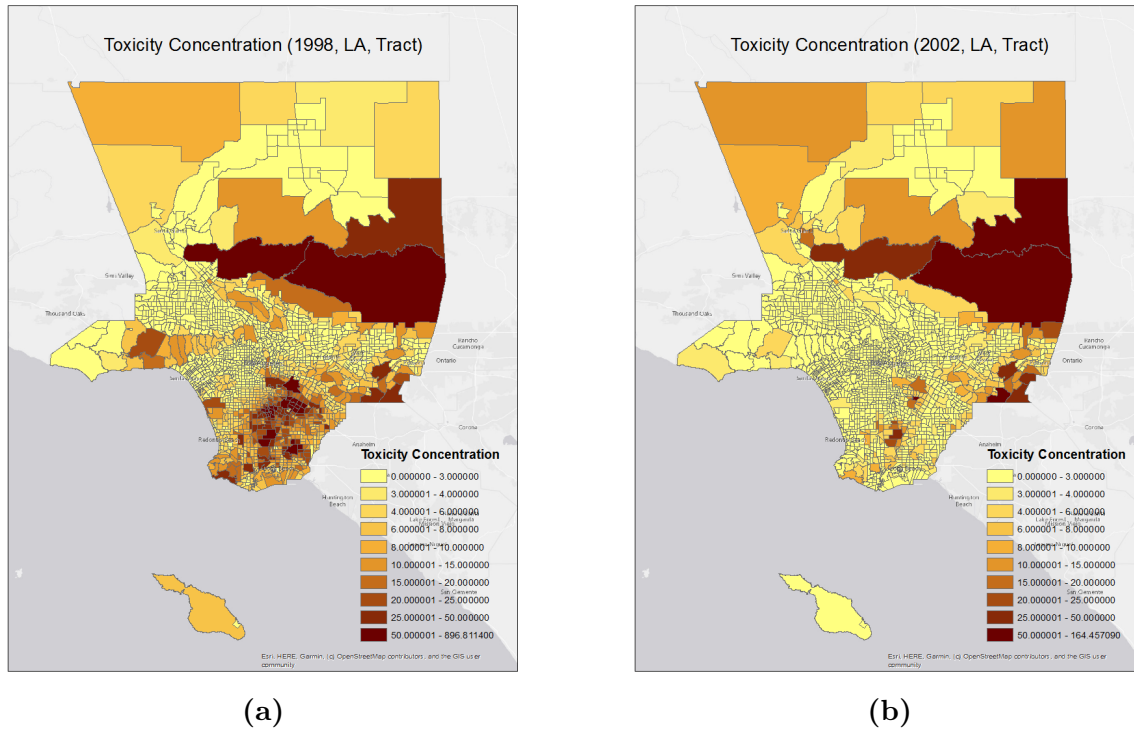 Toxicity Concentration (1998, LA, Tract)
Simi Valley
Thousand Oaks
Rancho
Cucamonga
Ontario
Corona
Anaheim
Huntington
Beach
San Clemente
Toxicity Concentration
0.000000 - 3.000000
3.000001 - 4.000000
4.000001 - 6.000000
6.000001 - 8.000000
8.000001 - 10.000000
10.000001 - 15.000000
15.000001 - 20.000000
20.000001 - 25.000000
25.000001 - 50.000000
50.000001 - 896.811400
Esri, HERE, Garmin, (c) OpenStreetMap contributors, and the GIS user
community
(a)
Toxicity Concentration (2002, LA, Tract)
Simi Valley
Thousand Oaks
Rancho
Cucamonga
Ontario
Corona
Anaheim
Huntington
Beach
San Clemente
Toxicity Concentration
0.000000 - 3.000000
3.000001 - 4.000000
4.000001 - 6.000000
6.000001 - 8.000000
8.000001 - 10.000000
10.000001 - 15.000000
15.000001 - 20.000000
20.000001 - 25.000000
25.000001 - 50.000000
50.000001 - 164.457090
Esri, HERE, Garmin, (c) OpenStreetMap contributors, and the GIS user
community
(b)